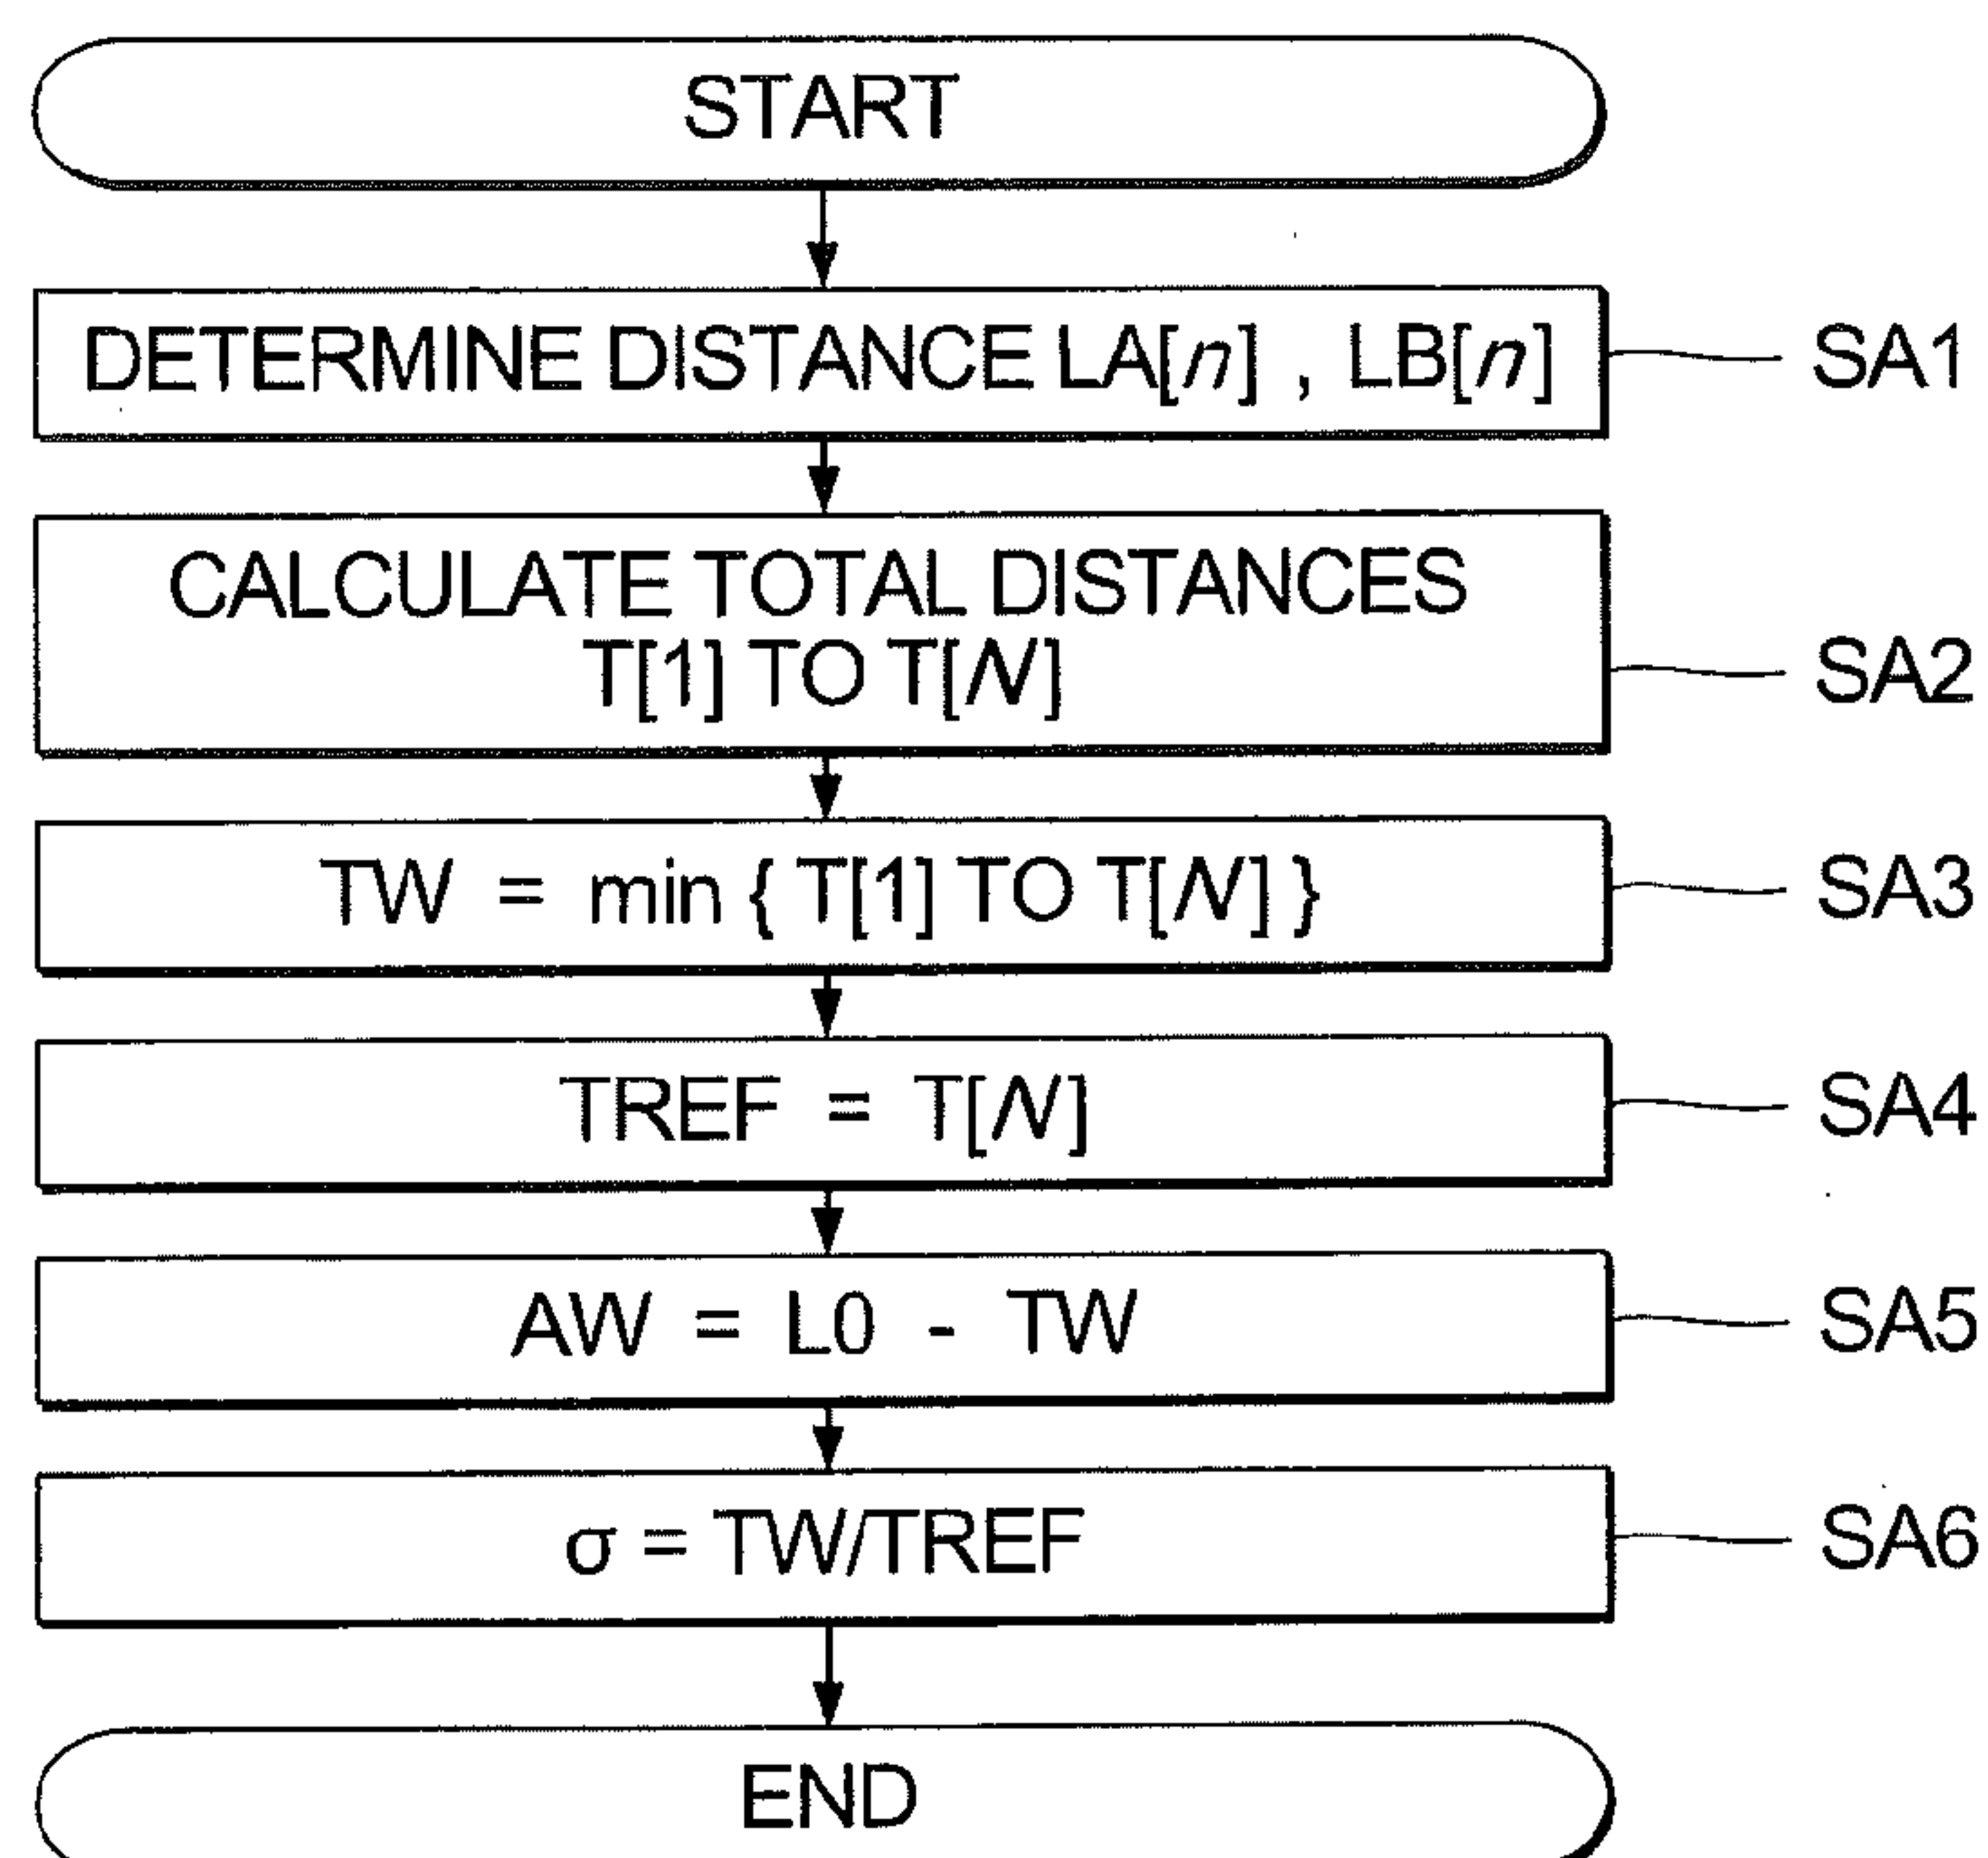 START
DETERMINE DISTANCE LA[n] , LB[n]
SA1
CALCULATE TOTAL DISTANCES
T[1] TO T[N]
SA2
TW = min { T[1] TO T[N] }
SA3
TREF = T[N]
SA4
AW = L0 - TW
SA5
σ = TW/TREF
SA6
END